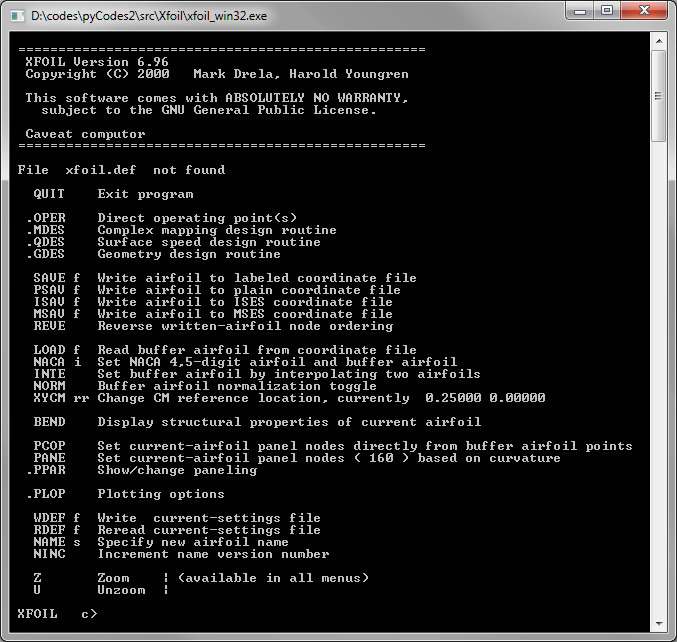 D:\codes\pyCodes2\src\Xfoil\xfoil_win32.exe
===================================================
XFOIL Version 6.96
Copyright (C) 2000   Mark Drela, Harold Youngren
This software comes with ABSOLUTELY NO WARRANTY,
subject to the GNU General Public License.
Caveat computor
===================================================
File  xfoil.def  not found
QUIT    Exit program
.OPER    Direct operating point(s)
.MDES    Complex mapping design routine
.QDES    Surface speed design routine
.GDES    Geometry design routine
SAVE f  Write airfoil to labeled coordinate file
PSAV f  Write airfoil to plain coordinate file
ISAV f  Write airfoil to ISES coordinate file
MSAV f  Write airfoil to MSES coordinate file
REVE    Reverse written-airfoil node ordering
LOAD f  Read buffer airfoil from coordinate file
NACA i  Set NACA 4,5-digit airfoil and buffer airfoil
INTE    Set buffer airfoil by interpolating two airfoils
NORM    Buffer airfoil normalization toggle
XYCM rr Change CM reference location, currently  0.25000 0.00000
BEND    Display structural properties of current airfoil
PCOP    Set current-airfoil panel nodes directly from buffer airfoil points
PANE    Set current-airfoil panel nodes ( 160 ) based on curvature
.PPAR    Show/change paneling
.PLOP    Plotting options
WDEF f  Write  current-settings file
RDEF f  Reread current-settings file
NAME s  Specify new airfoil name
NINC    Increment name version number
Z       Zoom    | (available in all menus)
U       Unzoom  |
XFOIL   c>